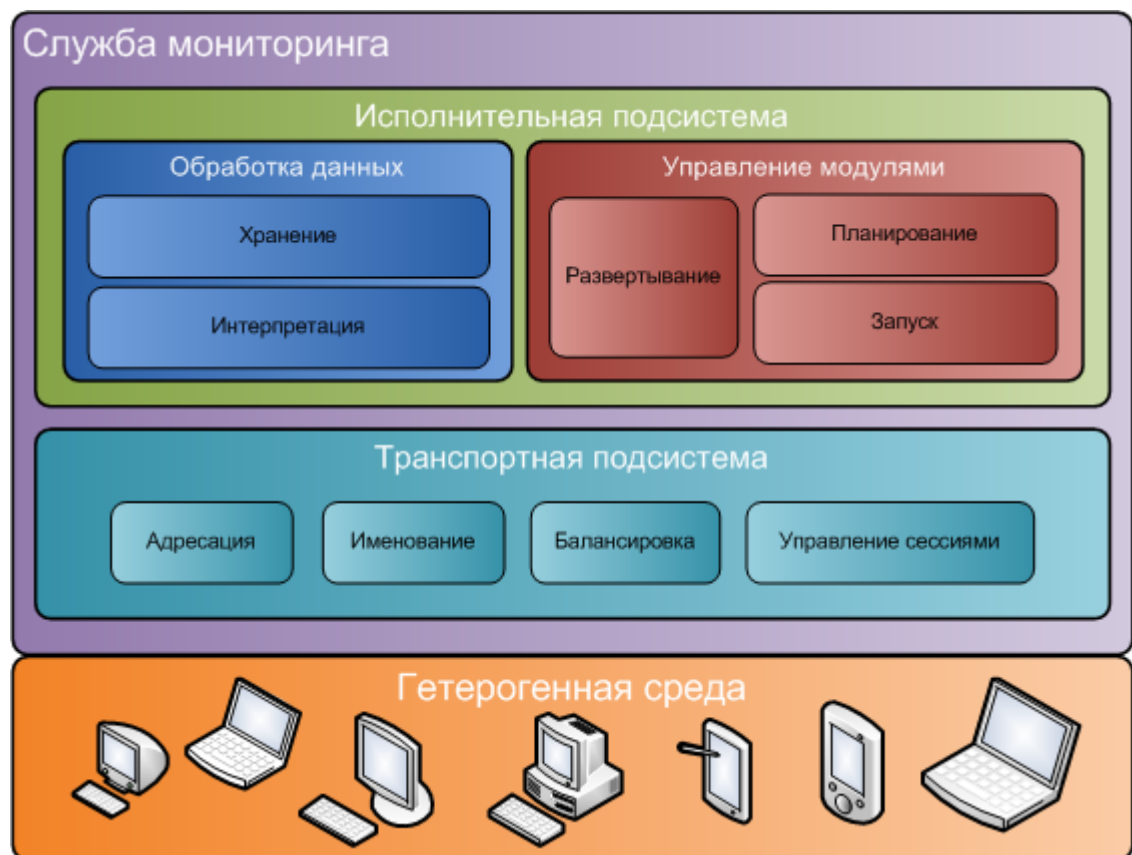 Служба мониторинга
Исполнительная подсистема
Обработка данных
Хранение
Интерпретация
Управление модулями
Развертывание
Планирование
Запуск
Транспортная подсистема
Адресация
Именование
Балансировка
Управление сессиями
Гетерогенная среда